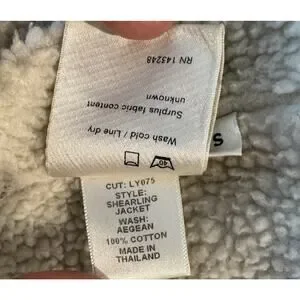 RN 143248
Surplus fabric content
unknown
Wash cold / Line dry
40
S
CUT: LY075
STYLE:
SHEARLING
JACKET
WASH:
AEGEAN
100% COTTON
MADE IN
THAILAND